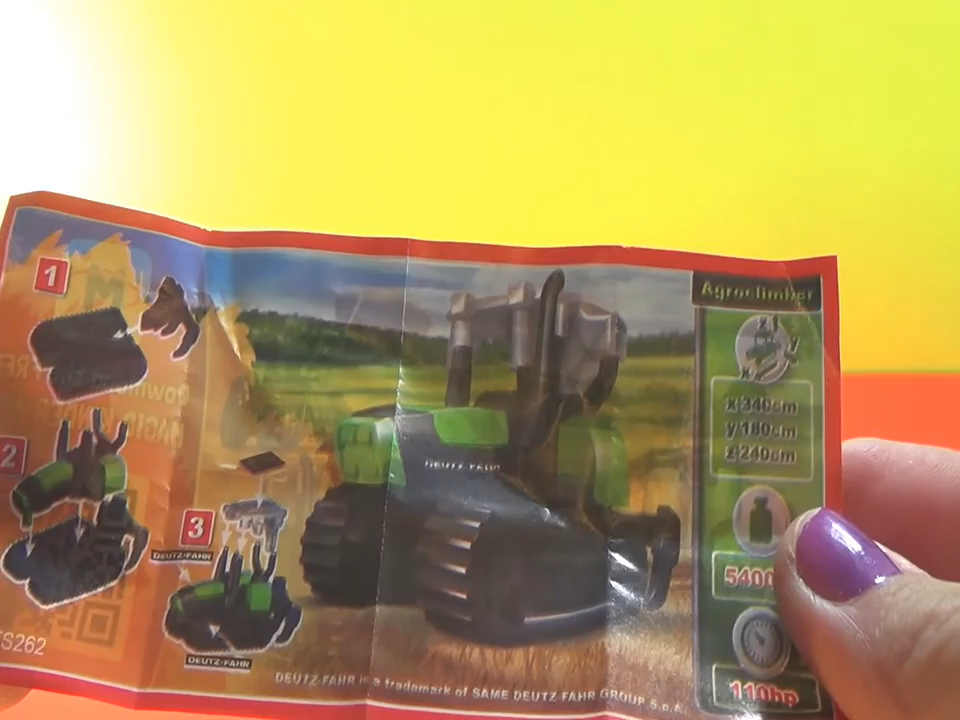 1
2
3
DEUTZ-FAHR
DEUTZ-FAHR
S262
DEUTZ-FAHR
DEUTZ-FAHR is a trademark of SAME DEUTZ-FAHR GROUP S.p.A.
Agroclimber
x 340cm
y 180cm
z 240cm
5400
110hp